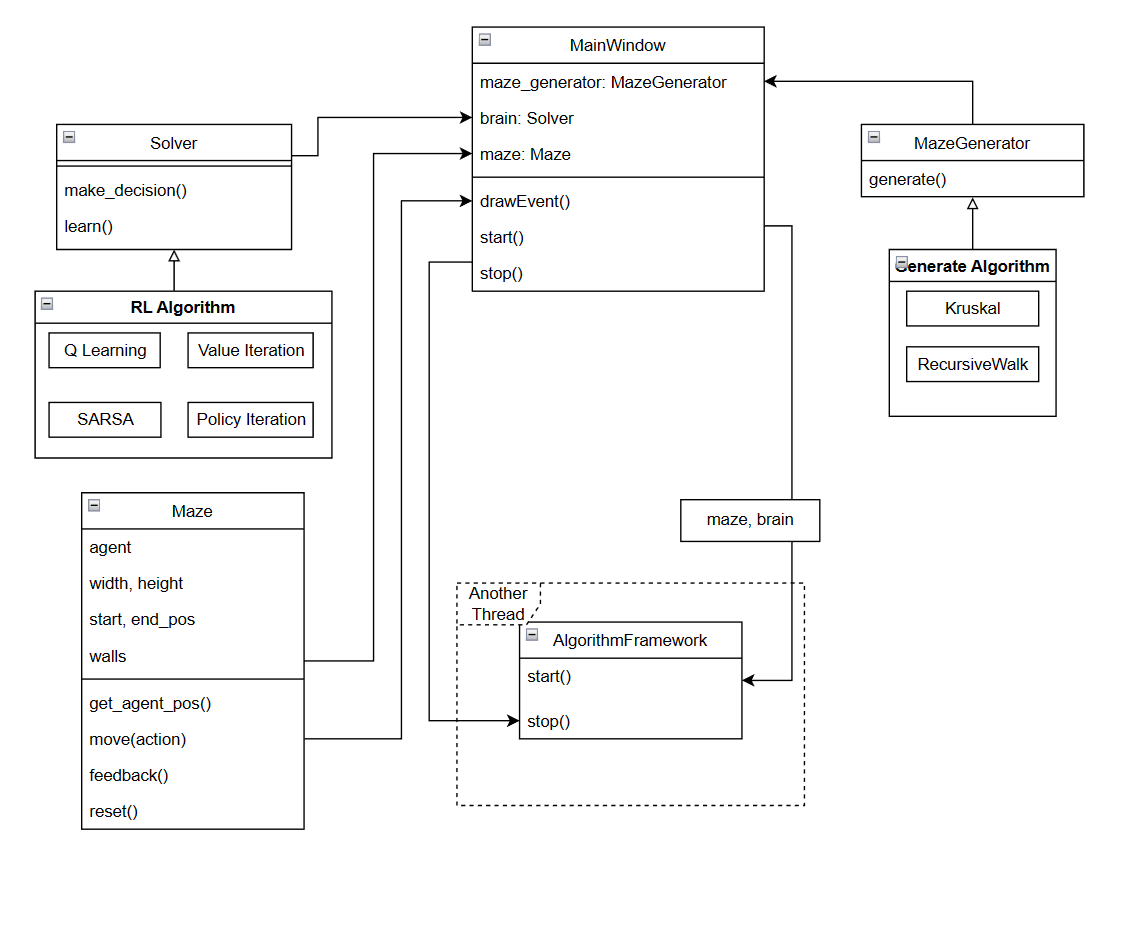 MainWindow
maze_generator: MazeGenerator
brain: Solver
maze: Maze
drawEvent()
start()
stop()
Solver
make_decision()
learn()
MazeGenerator
generate()
RL Algorithm
Q Learning
Value Iteration
SARSA
Policy Iteration
Generate Algorithm
Kruskal
RecursiveWalk
Maze
agent
width, height
start, end_pos
walls
get_agent_pos()
move(action)
feedback()
reset()
maze, brain
Another
Thread
AlgorithmFramework
start()
stop()